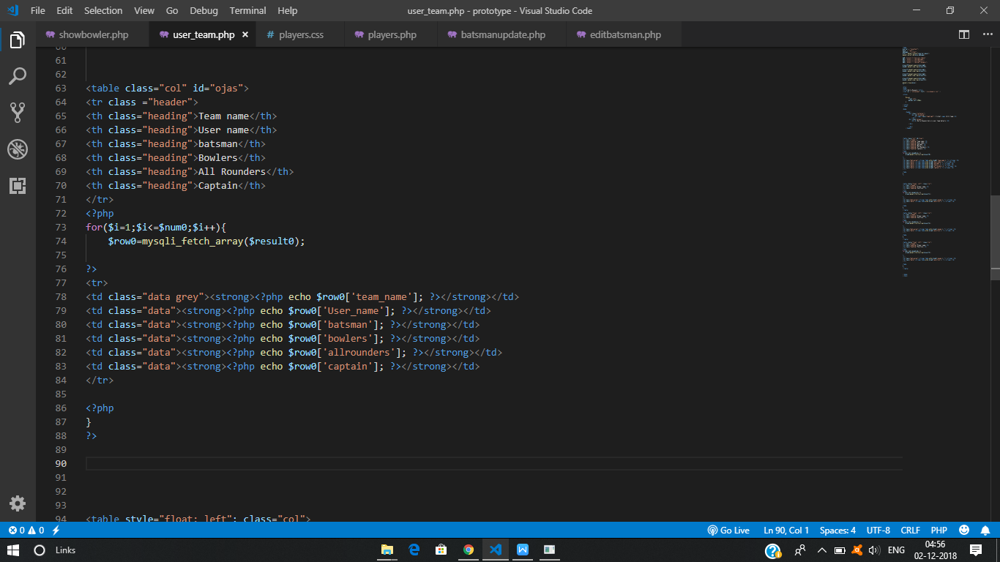 File Edit Selection View Go Debug Terminal Help user_team.php - prototype - Visual Studio Code
showbowler.php user_team.php × players.css players.php batsmanupdate.php editbatsman.php
60
61
62
63 <table class="col" id="ojas">
64 <tr class ="header">
65 <th class="heading">Team name</th>
66 <th class="heading">User name</th>
67 <th class="heading">batsman</th>
68 <th class="heading">Bowlers</th>
69 <th class="heading">All Rounders</th>
70 <th class="heading">Captain</th>
71 </tr>
72 <?php
73 for($i=1;$i<=$num0;$i++){
74 $row0=mysqli_fetch_array($result0);
75
76 ?>
77 <tr>
78 <td class="data grey"><strong><?php echo $row0['team_name']; ?></strong></td>
79 <td class="data"><strong><?php echo $row0['User_name']; ?></strong></td>
80 <td class="data"><strong><?php echo $row0['batsman']; ?></strong></td>
81 <td class="data"><strong><?php echo $row0['bowlers']; ?></strong></td>
82 <td class="data"><strong><?php echo $row0['allrounders']; ?></strong></td>
83 <td class="data"><strong><?php echo $row0['captain']; ?></strong></td>
84 </tr>
85
86 <?php
87 }
88 ?>
89
90
91
92
93
94 <table style="float: left"; class="col">
0 0 Go Live Ln 90, Col 1 Spaces: 4 UTF-8 CRLF PHP
Links ENG 04:56
02-12-2018